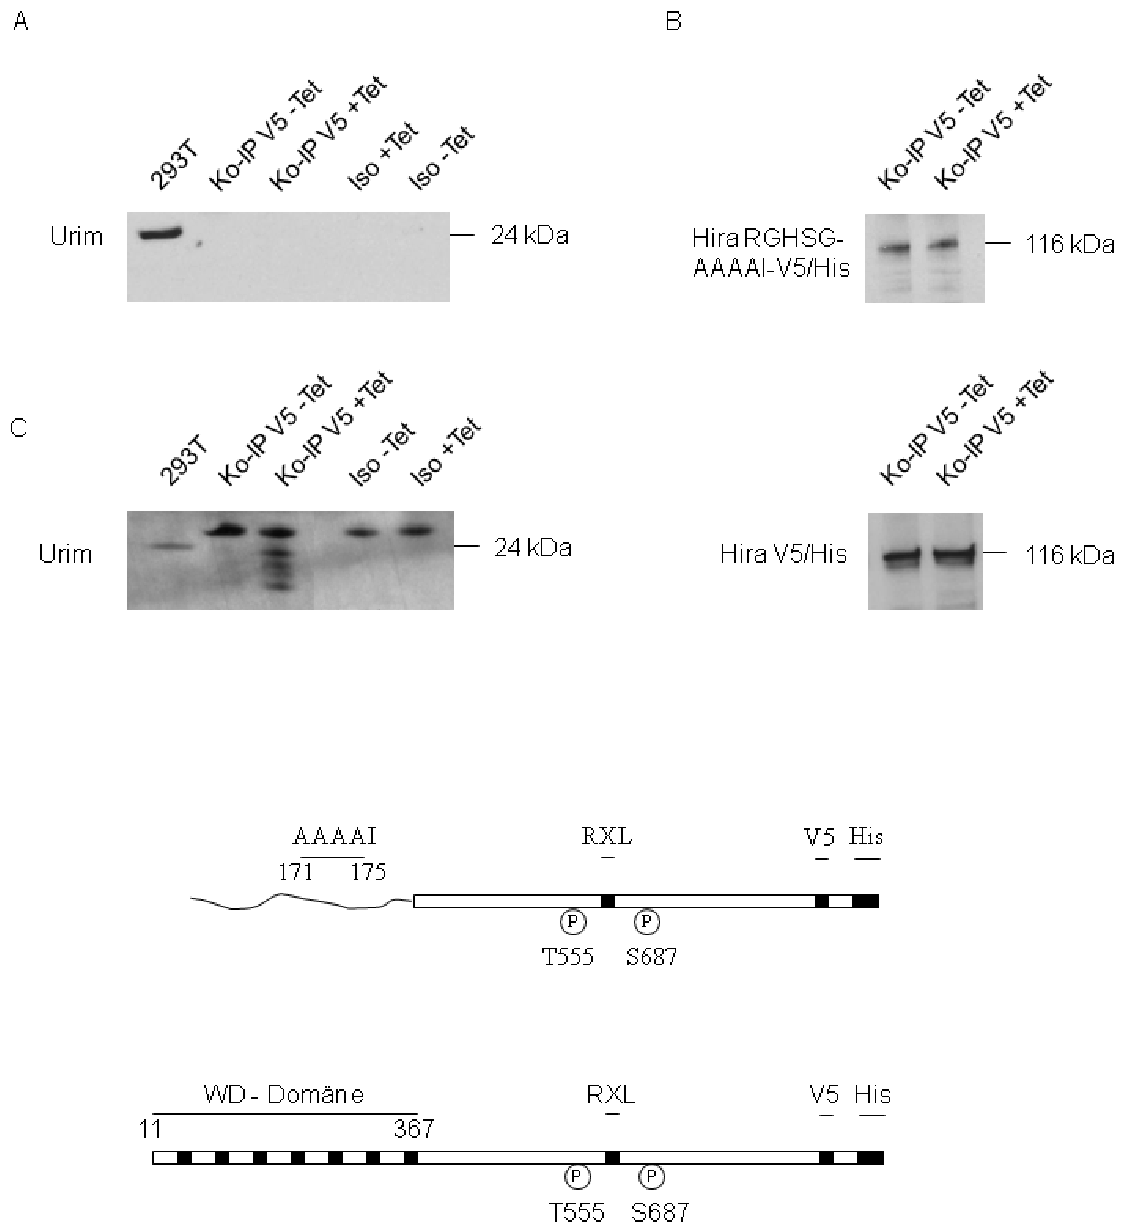 A
B
293T
Ko-IP V5 -Tet
Ko-IP V5 +Tet
Iso +Tet
Iso -Tet
Ko-IP V5 -Tet
Ko-IP V5 +Tet
Urim
24 kDa
Hira RGHSG-
AAAAI-V5/His
116 kDa
C
293T
Ko-IP V5 -Tet
Ko-IP V5 +Tet
Iso -Tet
Iso +Tet
Ko-IP V5 -Tet
Ko-IP V5 +Tet
Urim
24 kDa
Hira V5/His
116 kDa
AAAAI RXL V5 His
171 175
P P
T555 S687
WD- Domäne RXL V5 His
11 367
P P
T555 S687